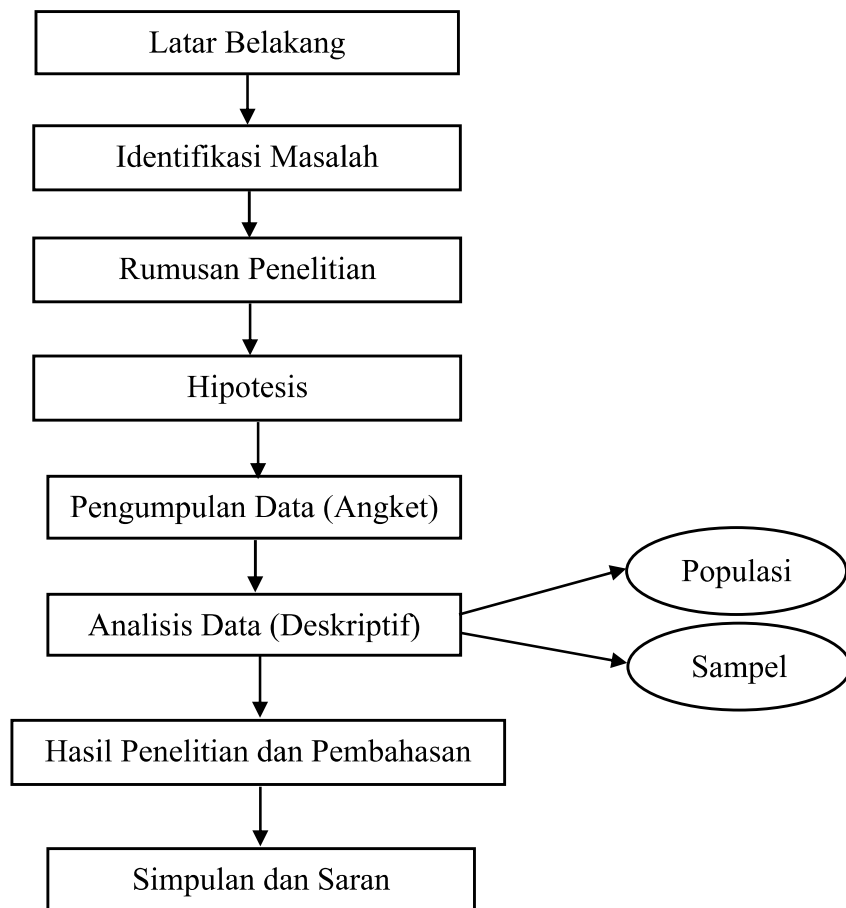 Latar Belakang
Identifikasi Masalah
Rumusan Penelitian
Hipotesis
Pengumpulan Data (Angket)
Analisis Data (Deskriptif)
Populasi
Sampel
Hasil Penelitian dan Pembahasan
Simpulan dan Saran